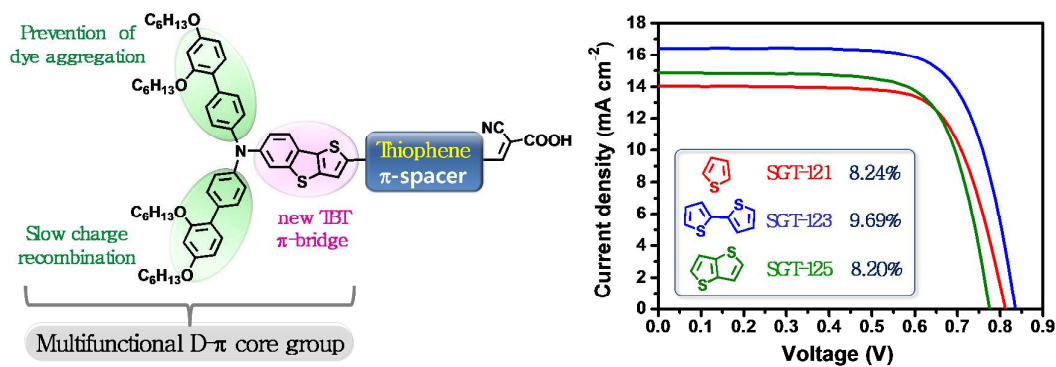 Prevention of
dye aggregation
C₆H₁₃O
C₆H₁₃O
N
S
S
Thiophene
π-spacer
NC
COOH
new TBT
π-bridge
C₆H₁₃O
C₆H₁₃O
Slow charge
recombination
Multifunctional D-π core group
Current density (mA cm⁻²)
18
16
14
12
10
8
6
4
2
0
S
SGT-121 8.24%
S
S
SGT-123 9.69%
S
S
SGT-125 8.20%
0.0 0.1 0.2 0.3 0.4 0.5 0.6 0.7 0.8 0.9
Voltage (V)